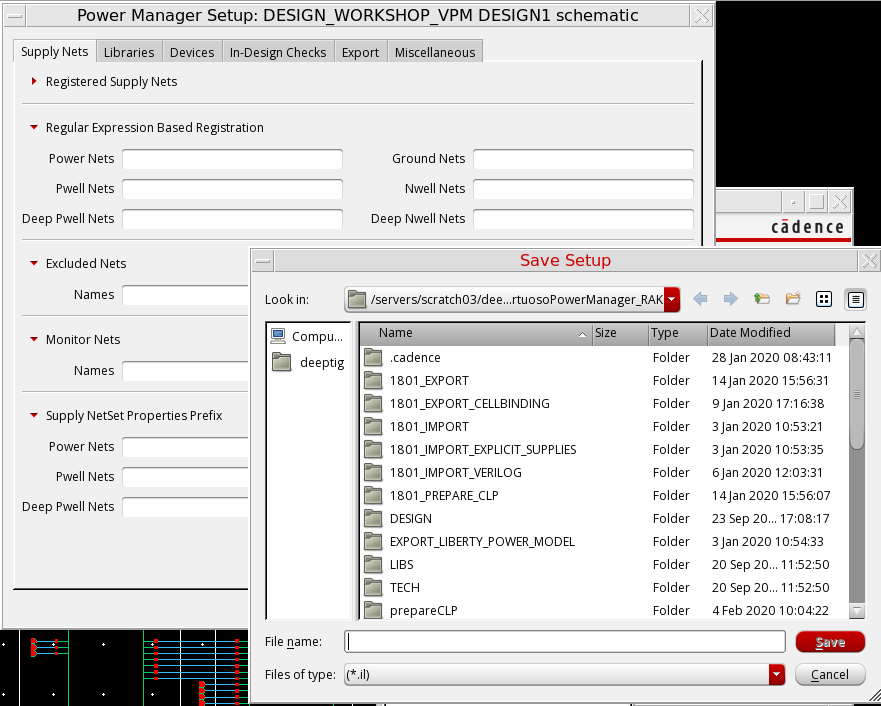 Power Manager Setup: DESIGN_WORKSHOP_VPM DESIGN1 schematic
Supply Nets Libraries Devices In-Design Checks Export Miscellaneous
Registered Supply Nets
Regular Expression Based Registration
Power Nets Ground Nets
Pwell Nets Nwell Nets
Deep Pwell Nets Deep Nwell Nets
cādence
Excluded Nets
Names
Monitor Nets
Names
Supply NetSet Properties Prefix
Power Nets
Pwell Nets
Deep Pwell Nets
Save Setup
Look in: /servers/scratch03/dee...rtuosoPowerManager_RAK
Compu...
deeptig
Name Size Type Date Modified
.cadence Folder 28 Jan 2020 08:43:11
1801_EXPORT Folder 14 Jan 2020 15:56:31
1801_EXPORT_CELLBINDING Folder 9 Jan 2020 17:16:38
1801_IMPORT Folder 3 Jan 2020 10:53:21
1801_IMPORT_EXPLICIT_SUPPLIES Folder 3 Jan 2020 10:53:35
1801_IMPORT_VERILOG Folder 6 Jan 2020 12:03:31
1801_PREPARE_CLP Folder 14 Jan 2020 15:56:07
DESIGN Folder 23 Sep 20... 17:08:17
EXPORT_LIBERTY_POWER_MODEL Folder 3 Jan 2020 10:54:33
LIBS Folder 20 Sep 20... 11:52:50
TECH Folder 20 Sep 20... 11:52:50
prepareCLP Folder 4 Feb 2020 10:04:22
File name: Save
Files of type: (*.il) Cancel